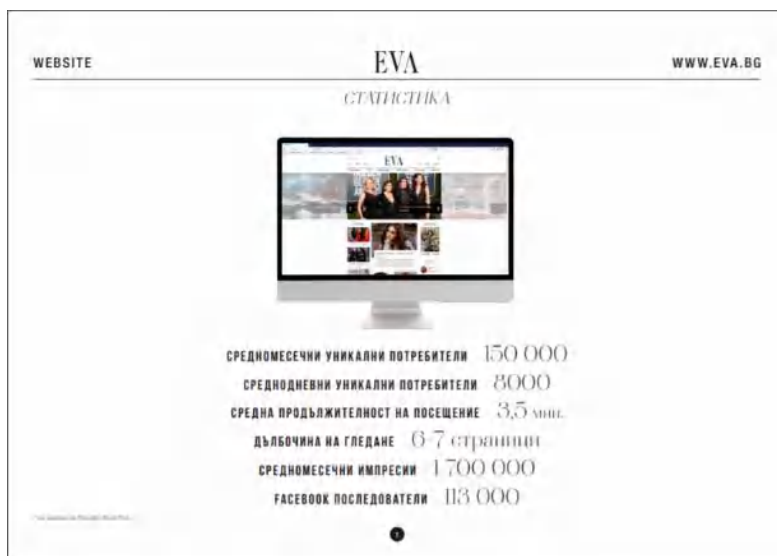 WEBSITE
EVA
WWW.EVA.BG
СТАТИСТИКА
EVA
СРЕДНОМЕСЕЧНИ УНИКАЛНИ ПОТРЕБИТЕЛИ 150 000
СРЕДНОДНЕВНИ УНИКАЛНИ ПОТРЕБИТЕЛИ 8000
СРЕДНА ПРОДЪЛЖИТЕЛНОСТ НА ПОСЕЩЕНИЕ 3,5 мин.
ДЪЛБОЧИНА НА ГЛЕДАНЕ 6-7 страници
СРЕДНОМЕСЕЧНИ ИМПРЕСИИ 1 700 000
FACEBOOK ПОСЛЕДОВАТЕЛИ 113 000